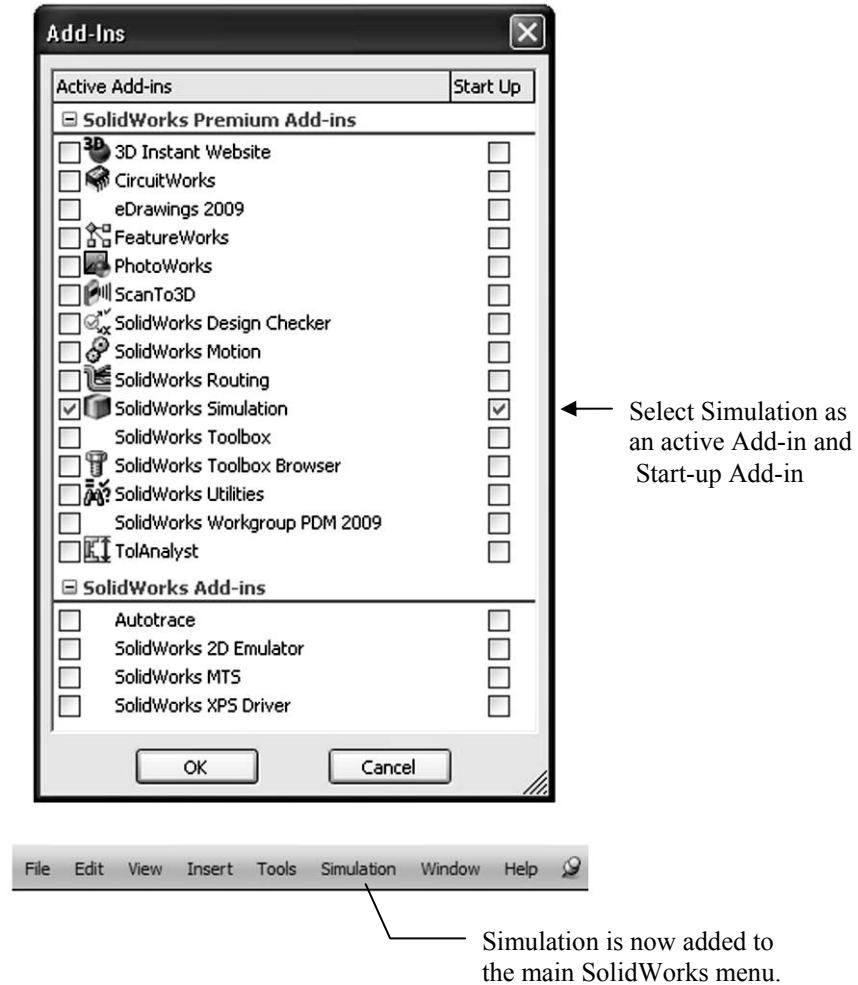 Add-Ins
Active Add-ins Start Up
SolidWorks Premium Add-ins
3D Instant Website
CircuitWorks
eDrawings 2009
FeatureWorks
PhotoWorks
ScanTo3D
SolidWorks Design Checker
SolidWorks Motion
SolidWorks Routing
SolidWorks Simulation
SolidWorks Toolbox
SolidWorks Toolbox Browser
SolidWorks Utilities
SolidWorks Workgroup PDM 2009
TolAnalyst
SolidWorks Add-ins
Autotrace
SolidWorks 2D Emulator
SolidWorks MTS
SolidWorks XPS Driver
OK Cancel
Select Simulation as
an active Add-in and
Start-up Add-in
File Edit View Insert Tools Simulation Window Help
Simulation is now added to
the main SolidWorks menu.